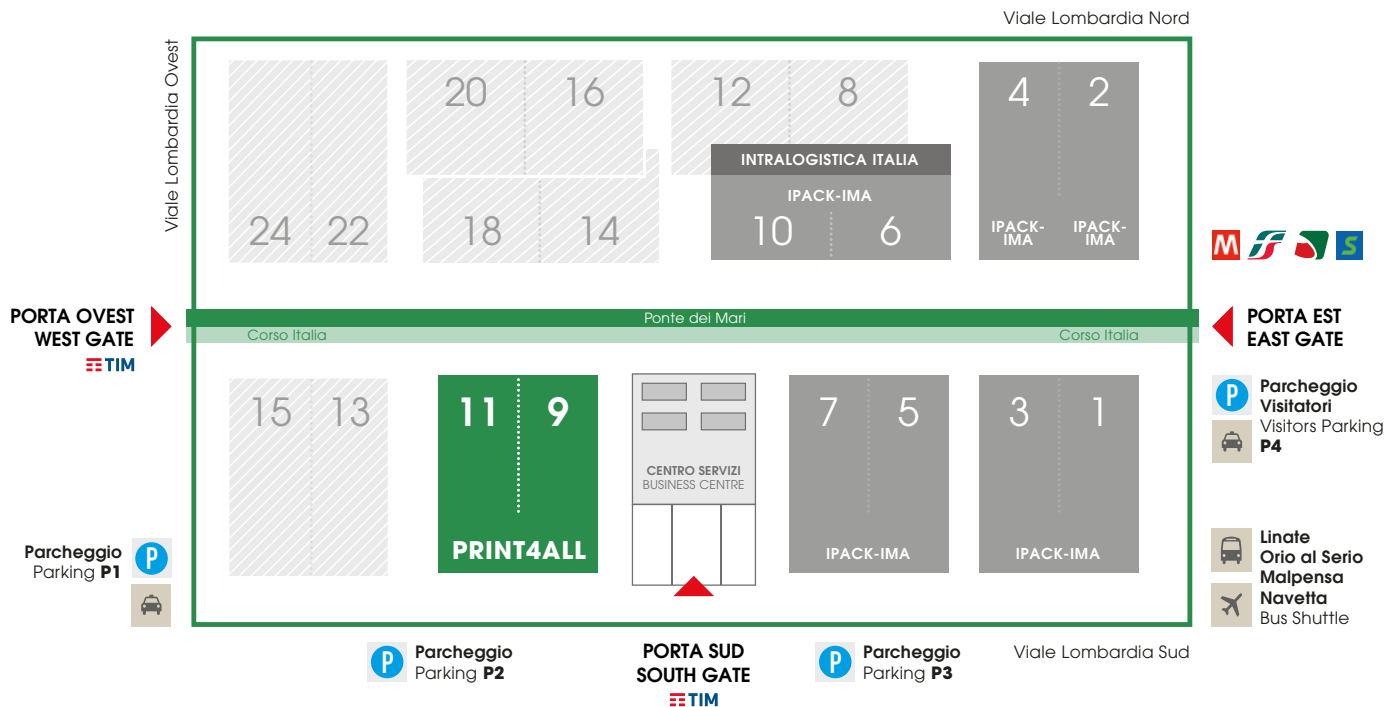 Viale Lombardia Nord
Viale Lombardia Ovest
20 16
12 8
4 2
INTRALOGISTICA ITALIA
IPACK-IMA
24 22
18 14
10 6
IPACK-
IMA
IPACK-
IMA
M S
PORTA OVEST
WEST GATE
TIM
Ponte dei Mari
Corso Italia
Corso Italia
PORTA EST
EAST GATE
15 13
11 9
7 5
3 1
P
Parcheggio
Visitatori
Visitors Parking
P4
CENTRO SERVIZI
BUSINESS CENTRE
PRINT4ALL
IPACK-IMA
IPACK-IMA
Parcheggio
Parking P1
P
Linate
Orio al Serio
Malpensa
Navetta
Bus Shuttle
P
Parcheggio
Parking P2
PORTA SUD
SOUTH GATE
TIM
P
Parcheggio
Parking P3
Viale Lombardia Sud